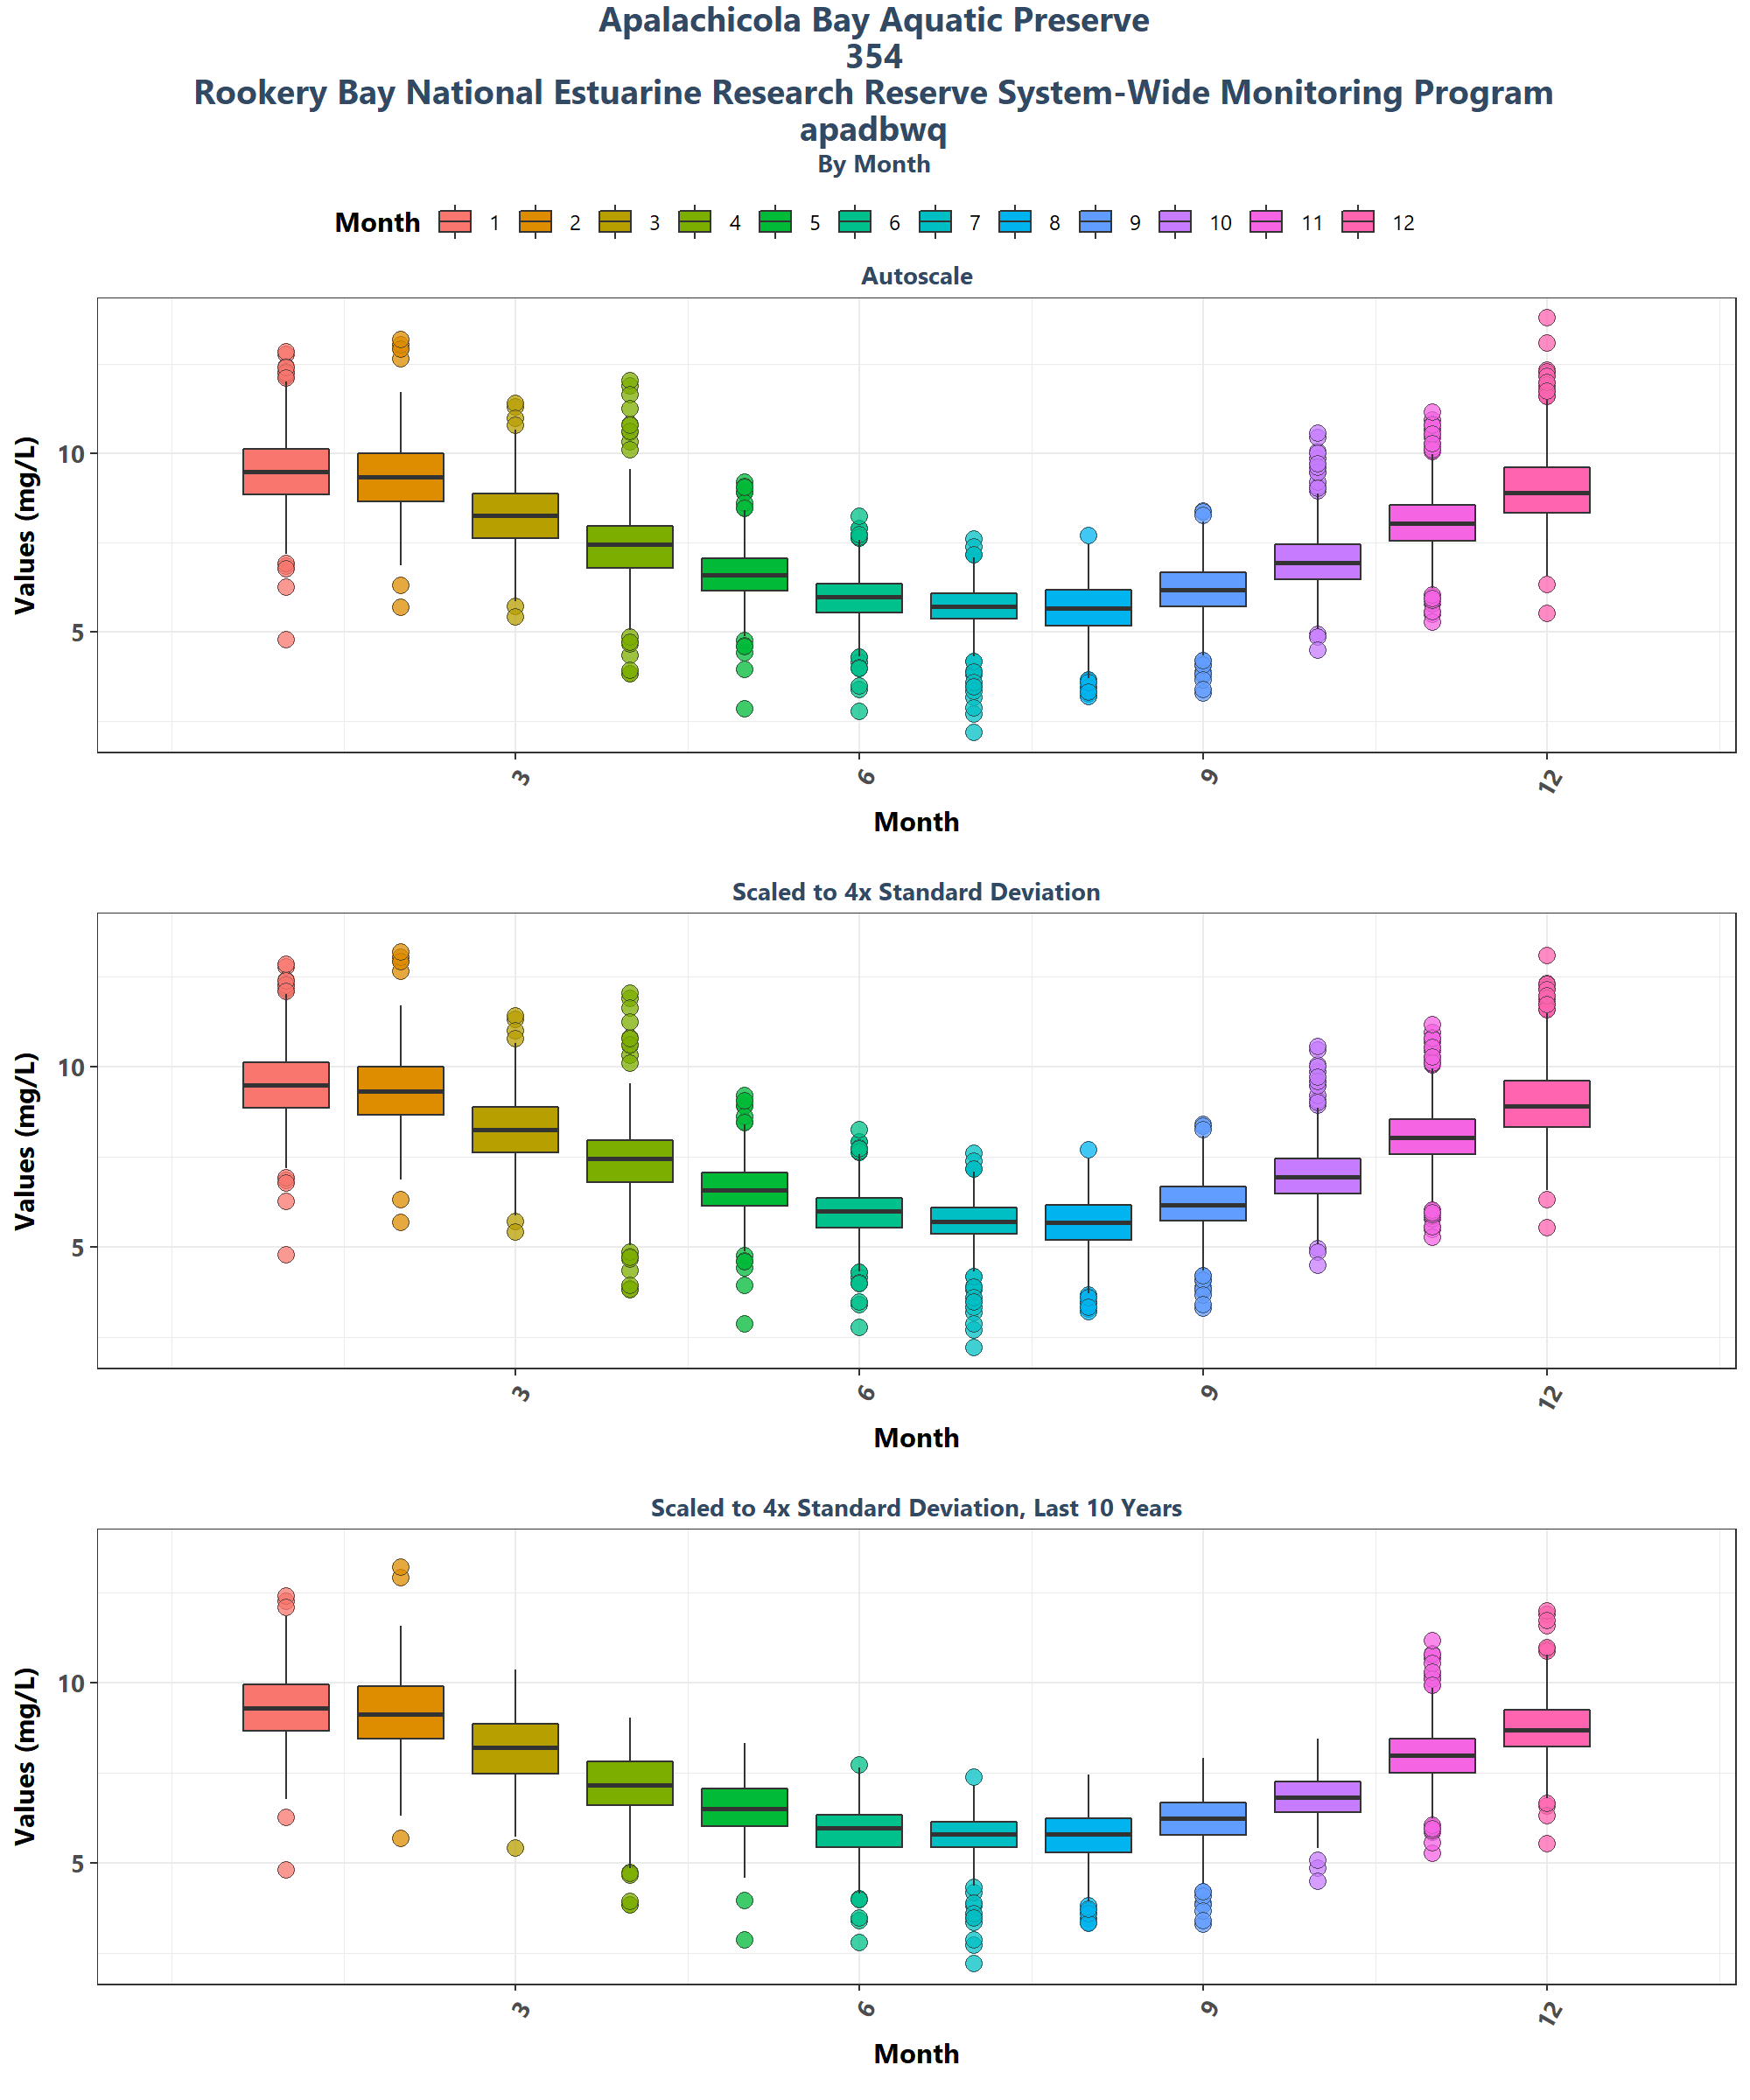 Apalachicola Bay Aquatic Preserve
354
Rookery Bay National Estuarine Research Reserve System-Wide Monitoring Program
apadbwq
By Month
Month 1 2 3 4 5 6 7 8 9 10 11 12
Autoscale
Values (mg/L)
10
5
3 6 9 12
Month
Scaled to 4x Standard Deviation
Values (mg/L)
10
5
3 6 9 12
Month
Scaled to 4x Standard Deviation, Last 10 Years
Values (mg/L)
10
5
3 6 9 12
Month